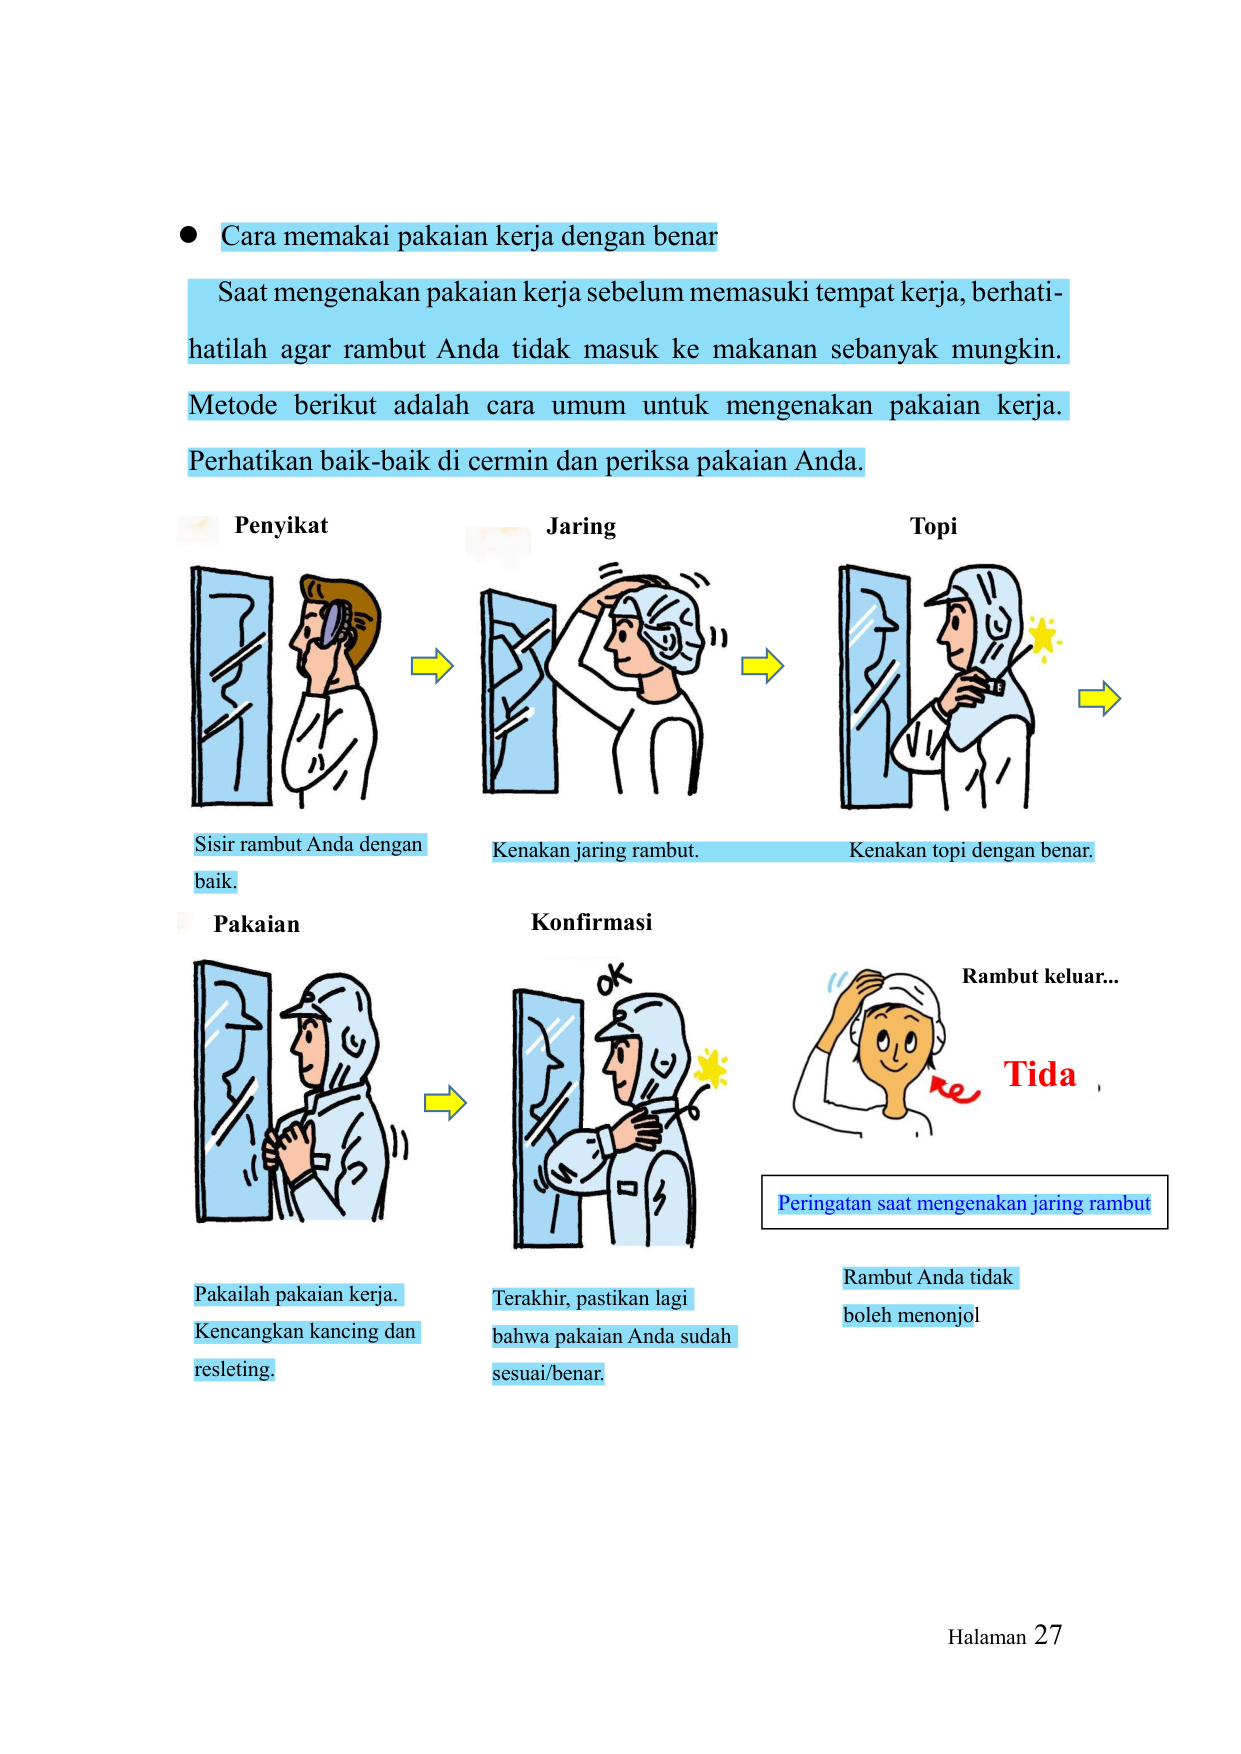 ● Cara memakai pakaian kerja dengan benar
Saat mengenakan pakaian kerja sebelum memasuki tempat kerja, berhati-
hatilah agar rambut Anda tidak masuk ke makanan sebanyak mungkin.
Metode berikut adalah cara umum untuk mengenakan pakaian kerja.
Perhatikan baik-baik di cermin dan periksa pakaian Anda.
Penyikat
Jaring
Topi
Sisir rambut Anda dengan
baik.
Kenakan jaring rambut.
Kenakan topi dengan benar.
Pakaian
Konfirmasi
OK
Rambut keluar...
Tida
Peringatan saat mengenakan jaring rambut
Pakailah pakaian kerja.
Kencangkan kancing dan
resleting.
Terakhir, pastikan lagi
bahwa pakaian Anda sudah
sesuai/benar.
Rambut Anda tidak
boleh menonjol
Halaman 27